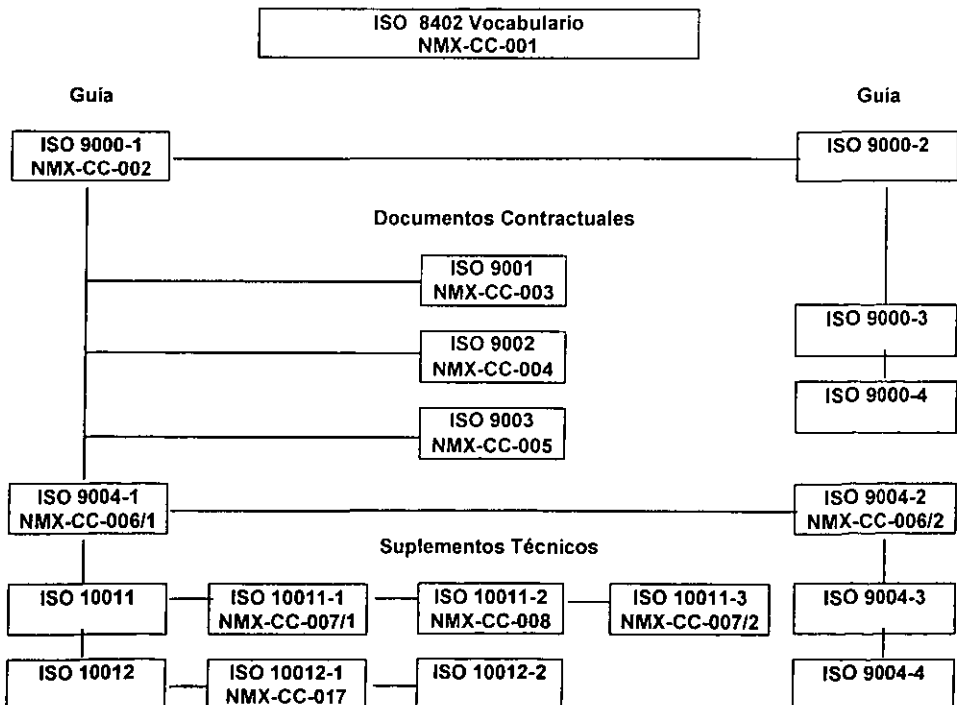 ISO 8402 Vocabulario
NMX-CC-001
Guía
Guía
ISO 9000-1
NMX-CC-002
ISO 9000-2
Documentos Contractuales
ISO 9001
NMX-CC-003
ISO 9000-3
ISO 9002
NMX-CC-004
ISO 9000-4
ISO 9003
NMX-CC-005
ISO 9004-1
NMX-CC-006/1
ISO 9004-2
NMX-CC-006/2
Suplementos Técnicos
ISO 10011
ISO 10011-1
NMX-CC-007/1
ISO 10011-2
NMX-CC-008
ISO 10011-3
NMX-CC-007/2
ISO 9004-3
ISO 10012
ISO 10012-1
NMX-CC-017
ISO 10012-2
ISO 9004-4